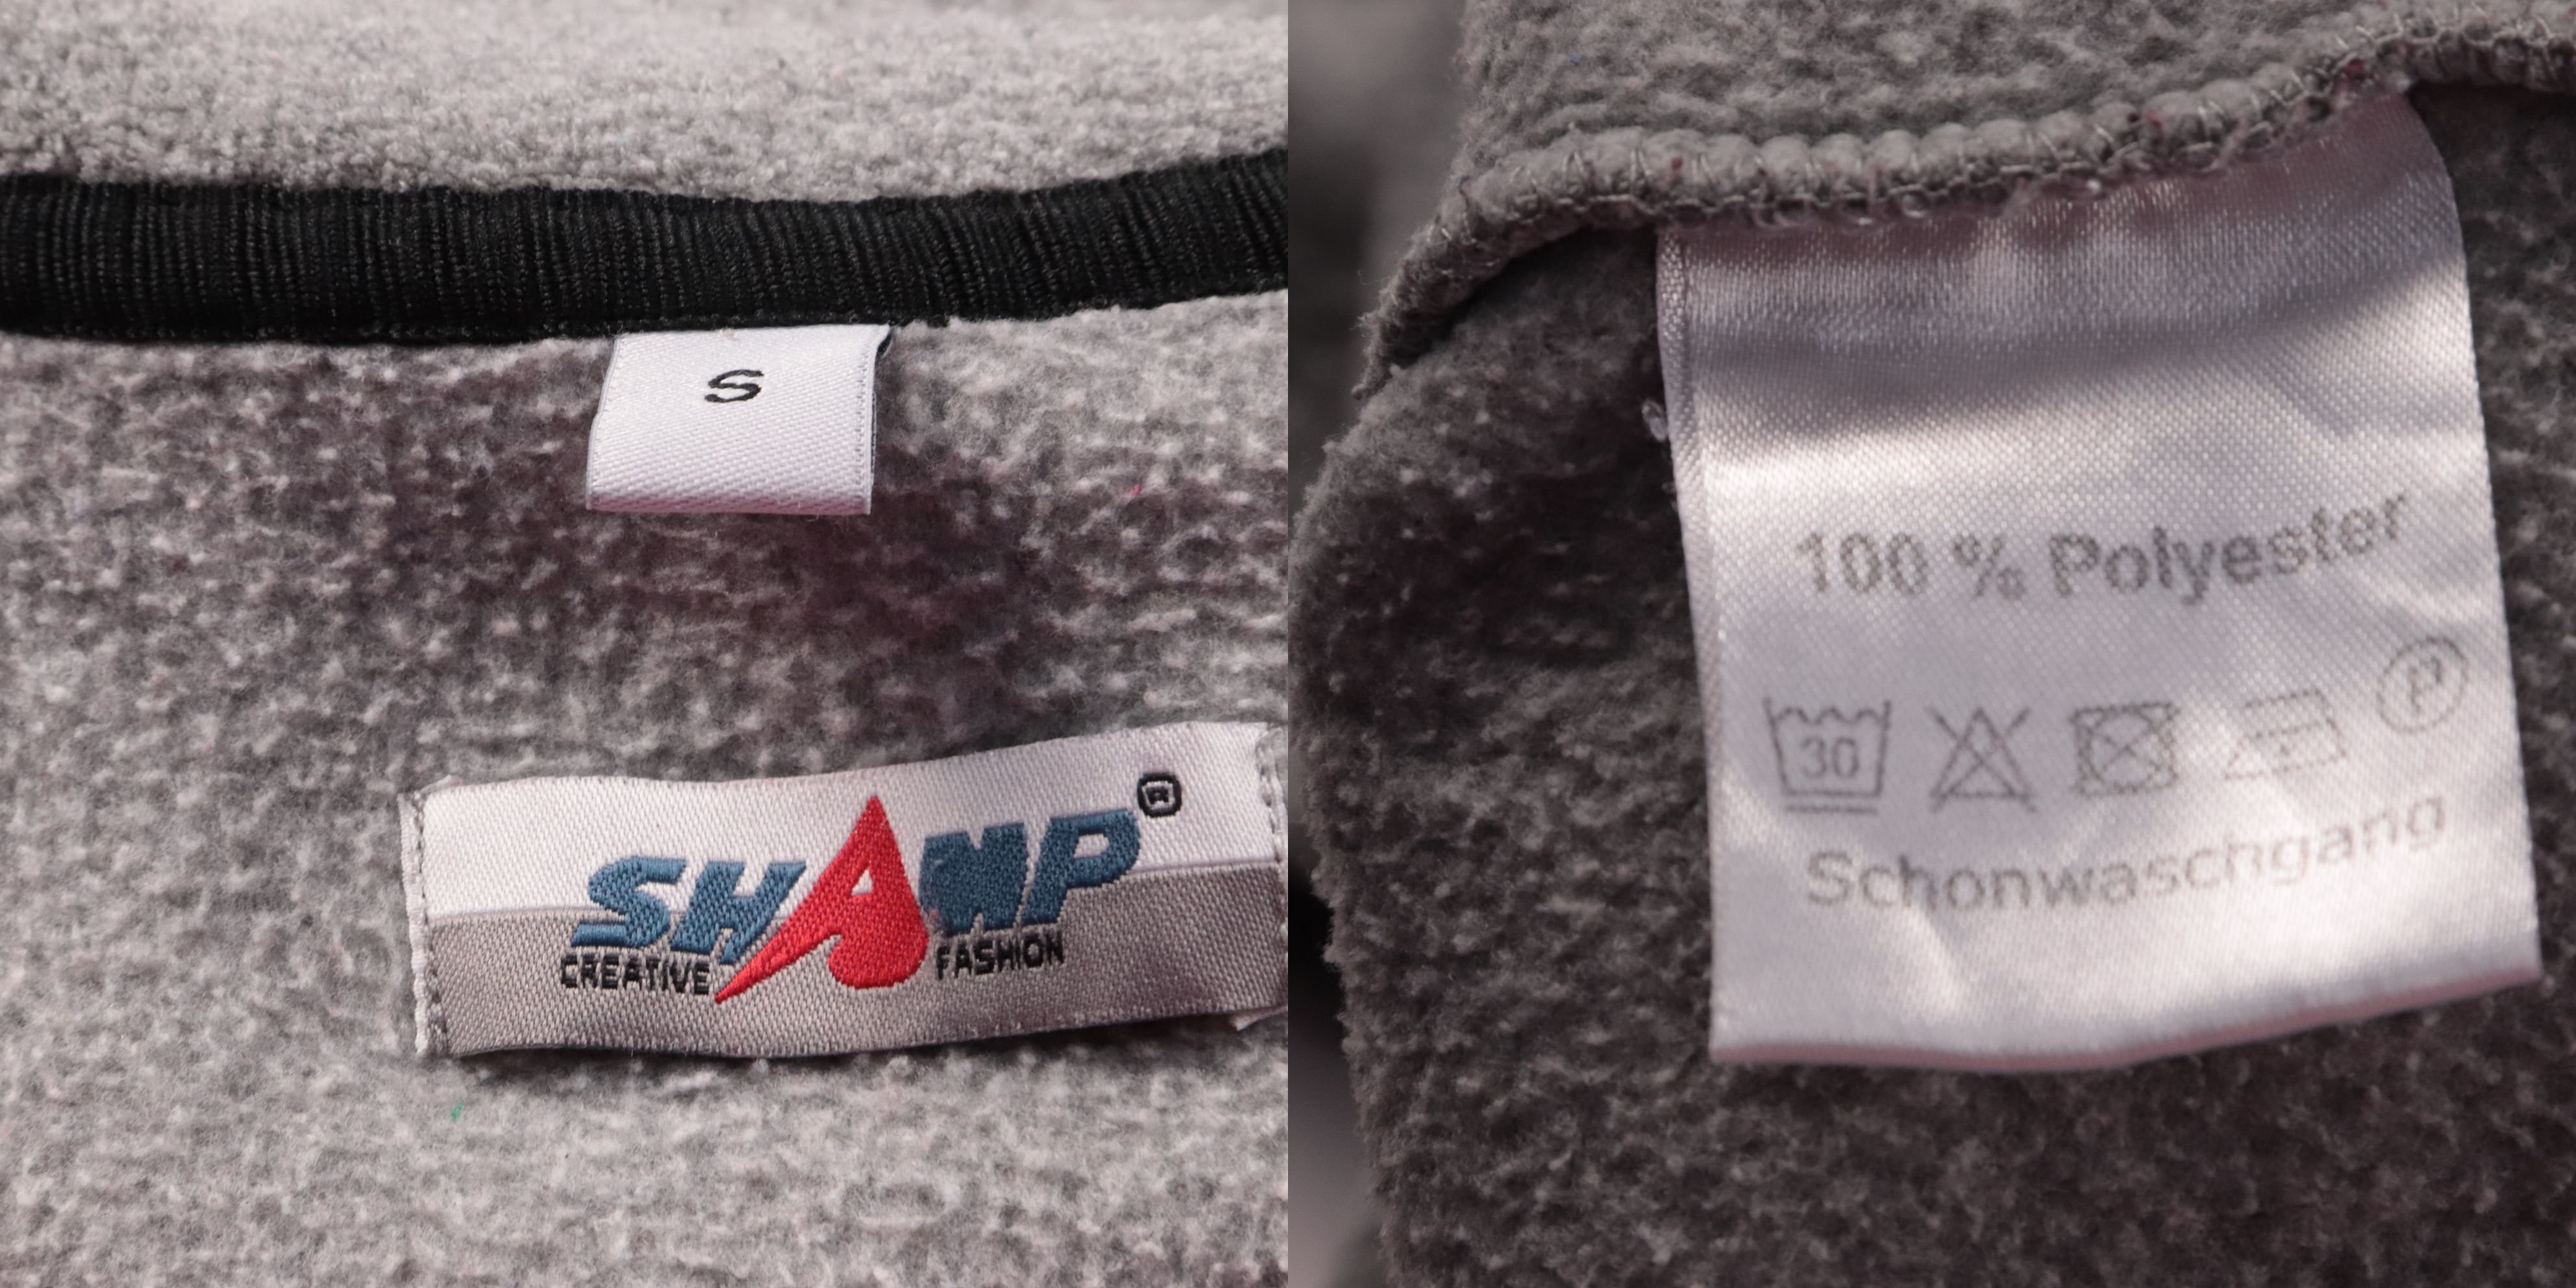 S
SHAMP®
CREATIVE FASHION
100 % Polyester
30
P
Schonwaschgang